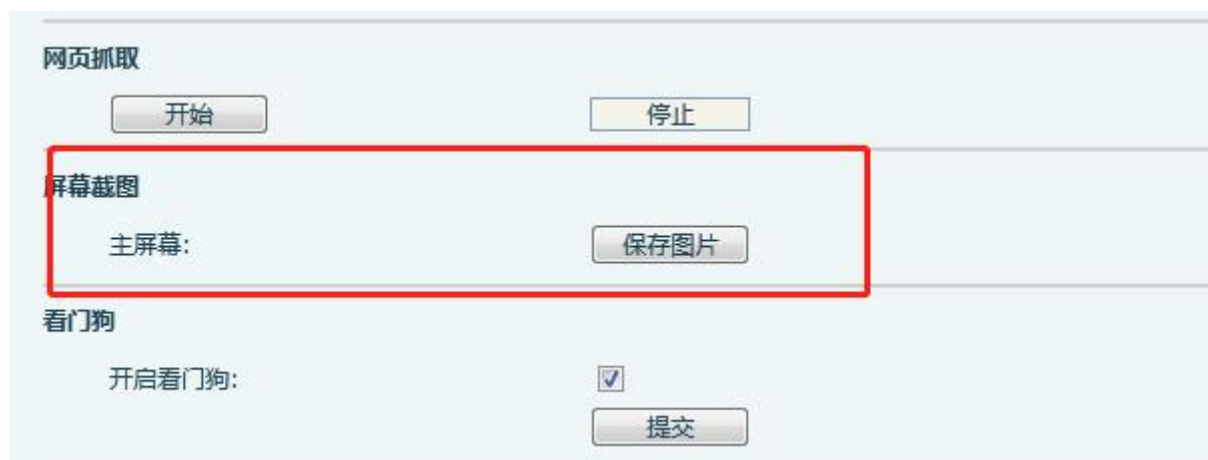 网页抓取
开始 停止
屏幕截图
主屏幕: 保存图片
看门狗
开启看门狗:
提交